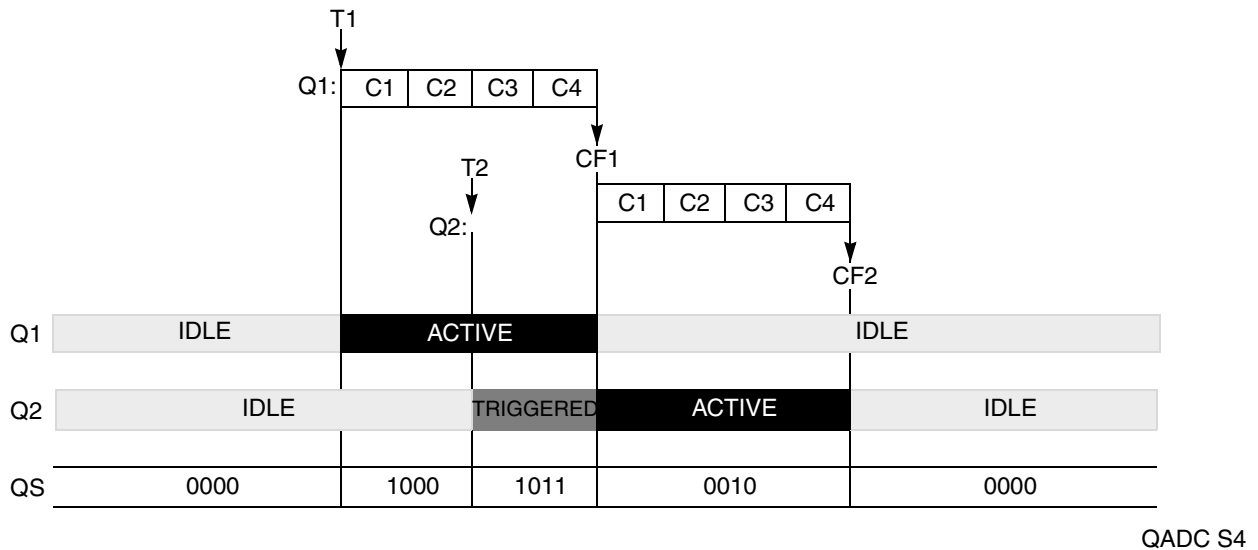 T1
Q1: C1 C2 C3 C4
CF1
T2
C1 C2 C3 C4
Q2:
CF2
Q1 IDLE ACTIVE IDLE
Q2 IDLE TRIGGERED ACTIVE IDLE
QS 0000 1000 1011 0010 0000
QADC S4